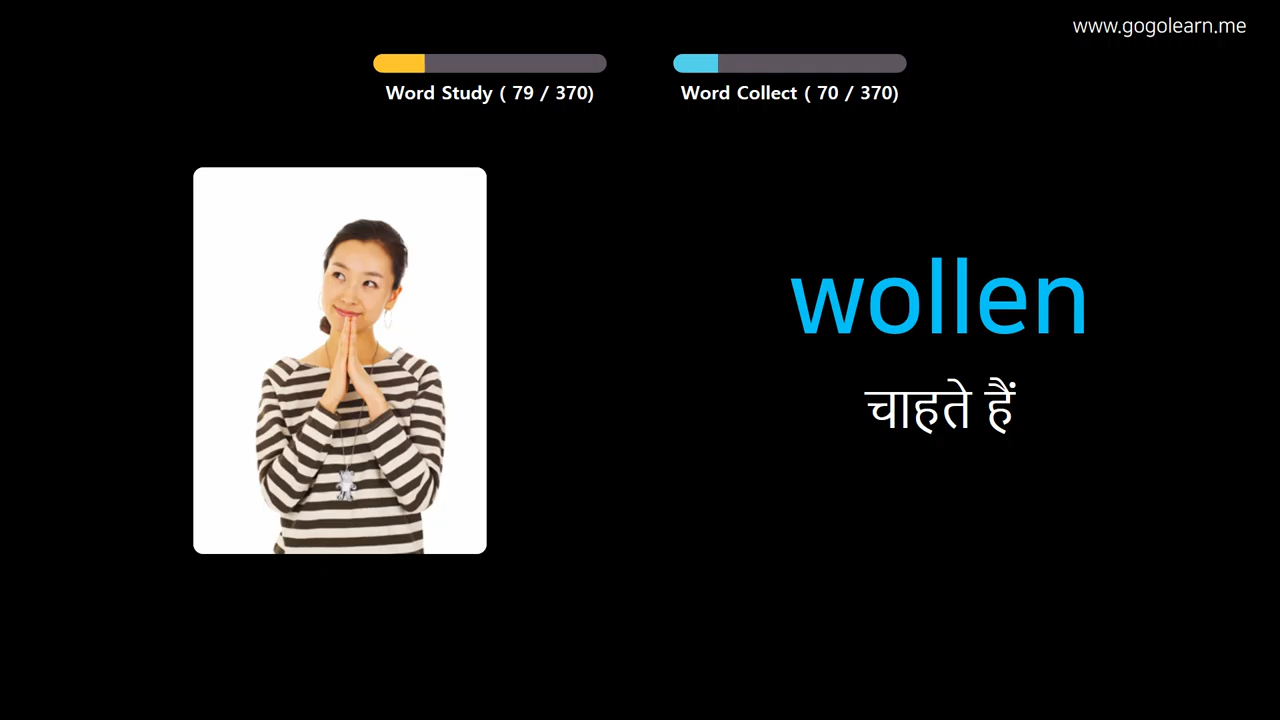 www.gogolearn.me
Word Study ( 79 / 370)
Word Collect ( 70 / 370)
wollen
चाहते हैं